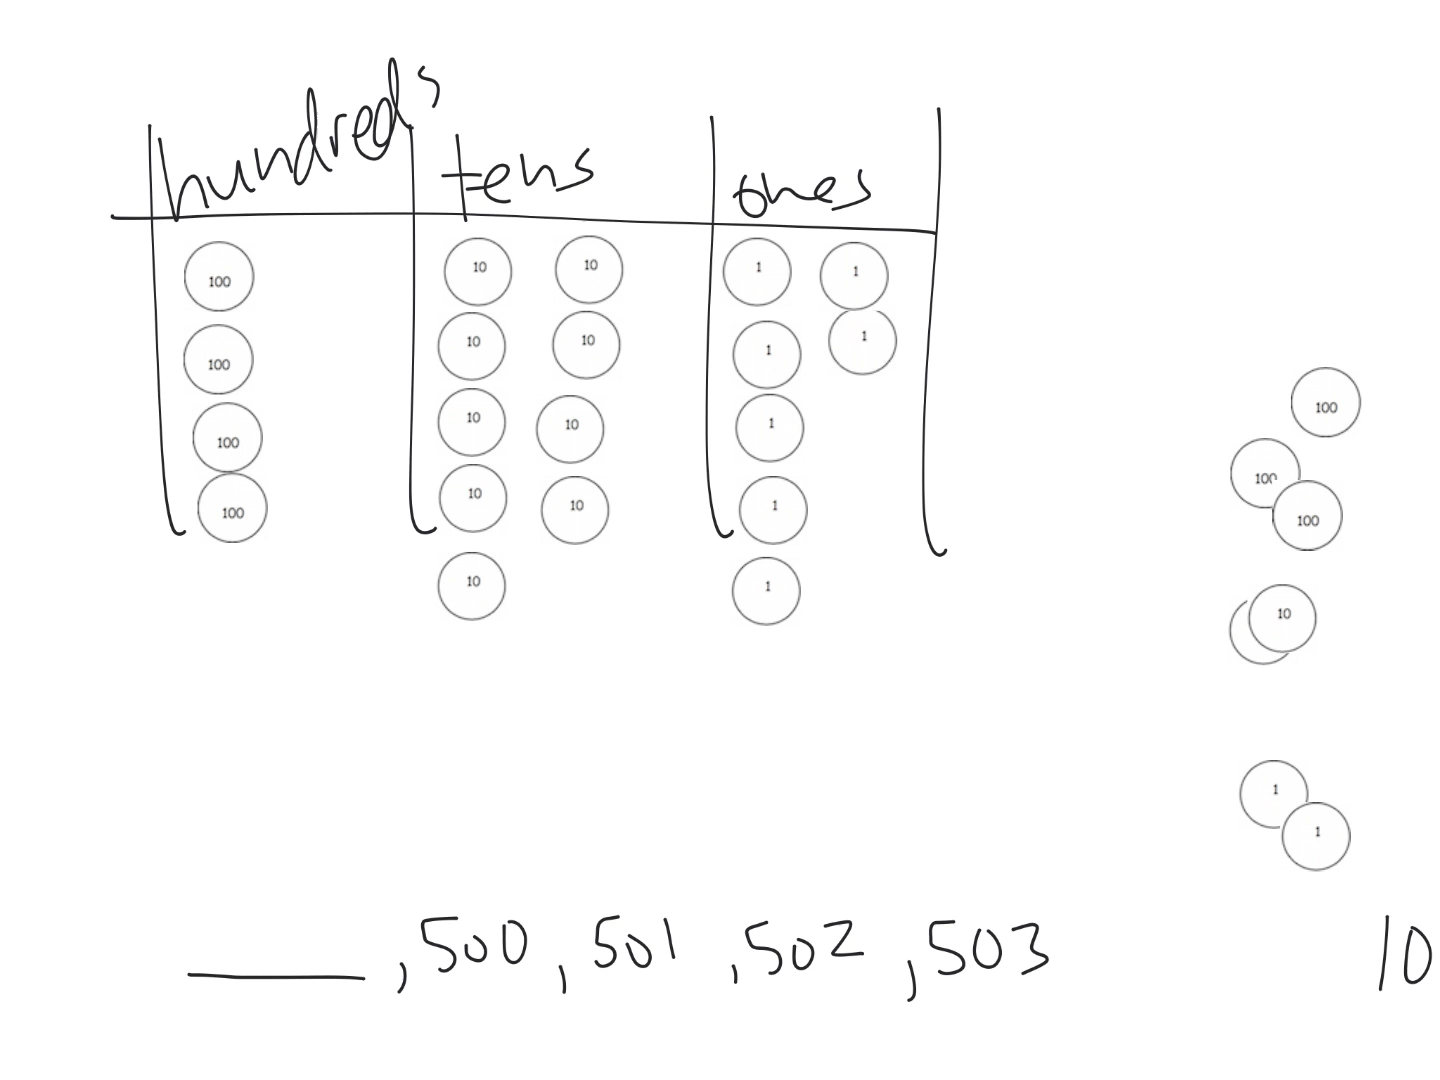 hundreds tens ones
100 10 10 1 1
100 10 10 1 1
100 10 10 1
100 10 10 1
10 1
100
100
100
10
1
1
____, 500, 501, 502, 503 10